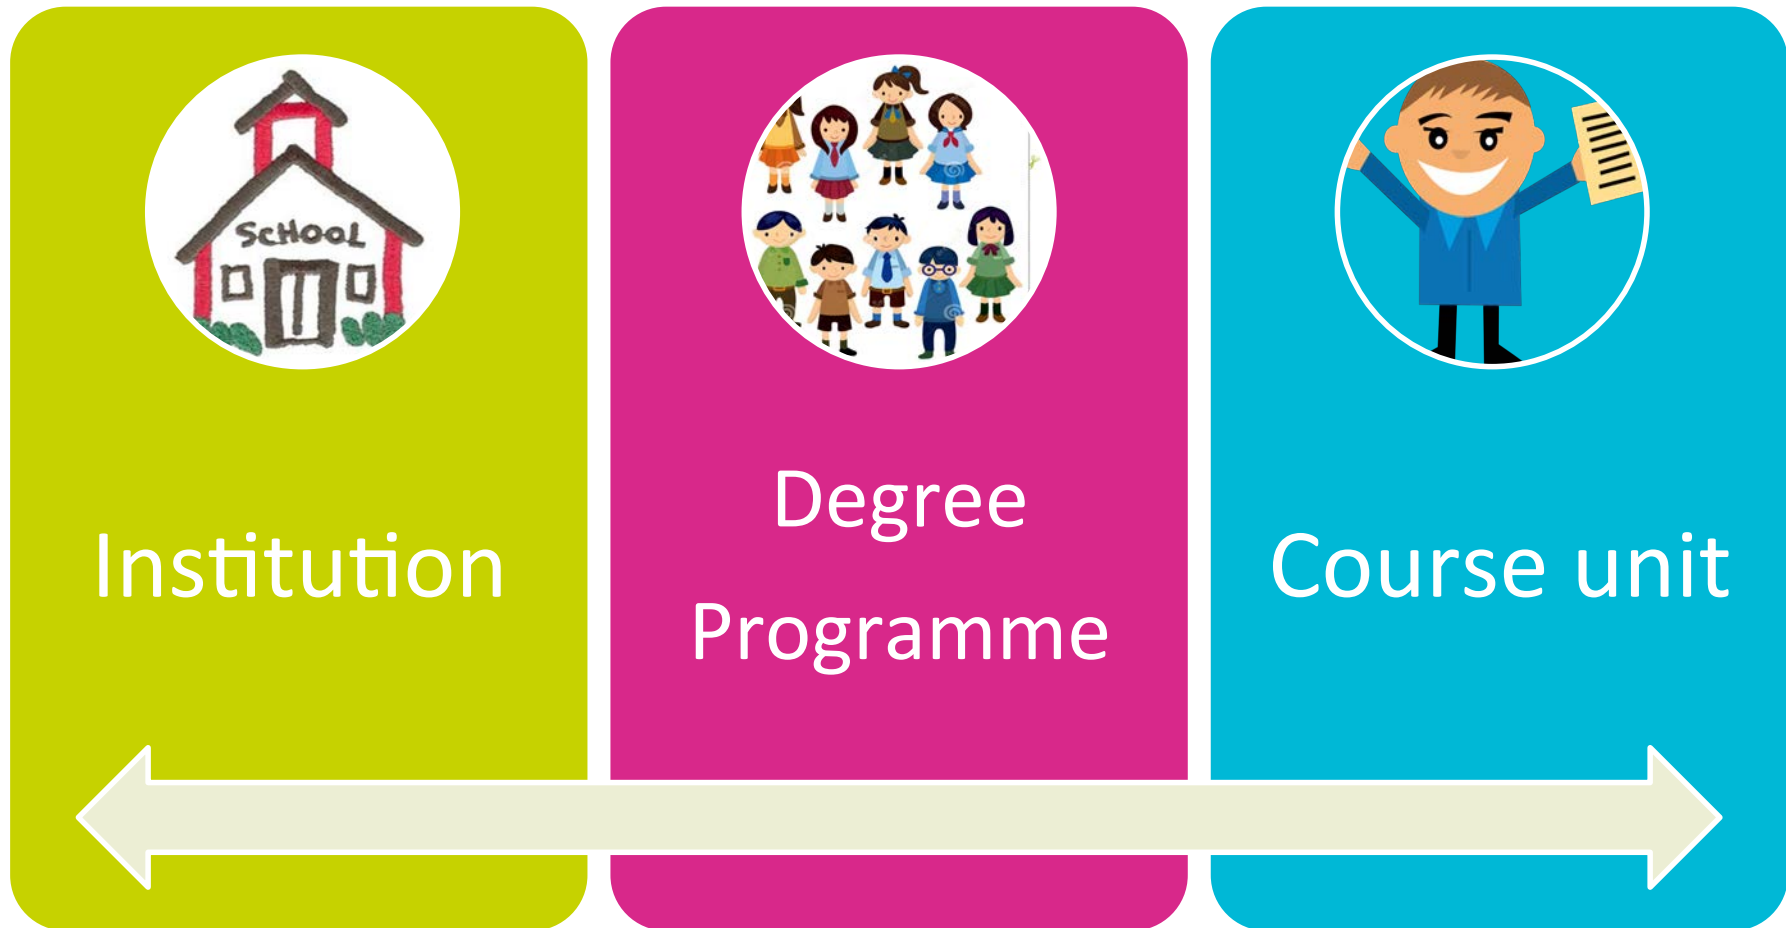 SCHOOL
Institution
Degree
Programme
Course unit